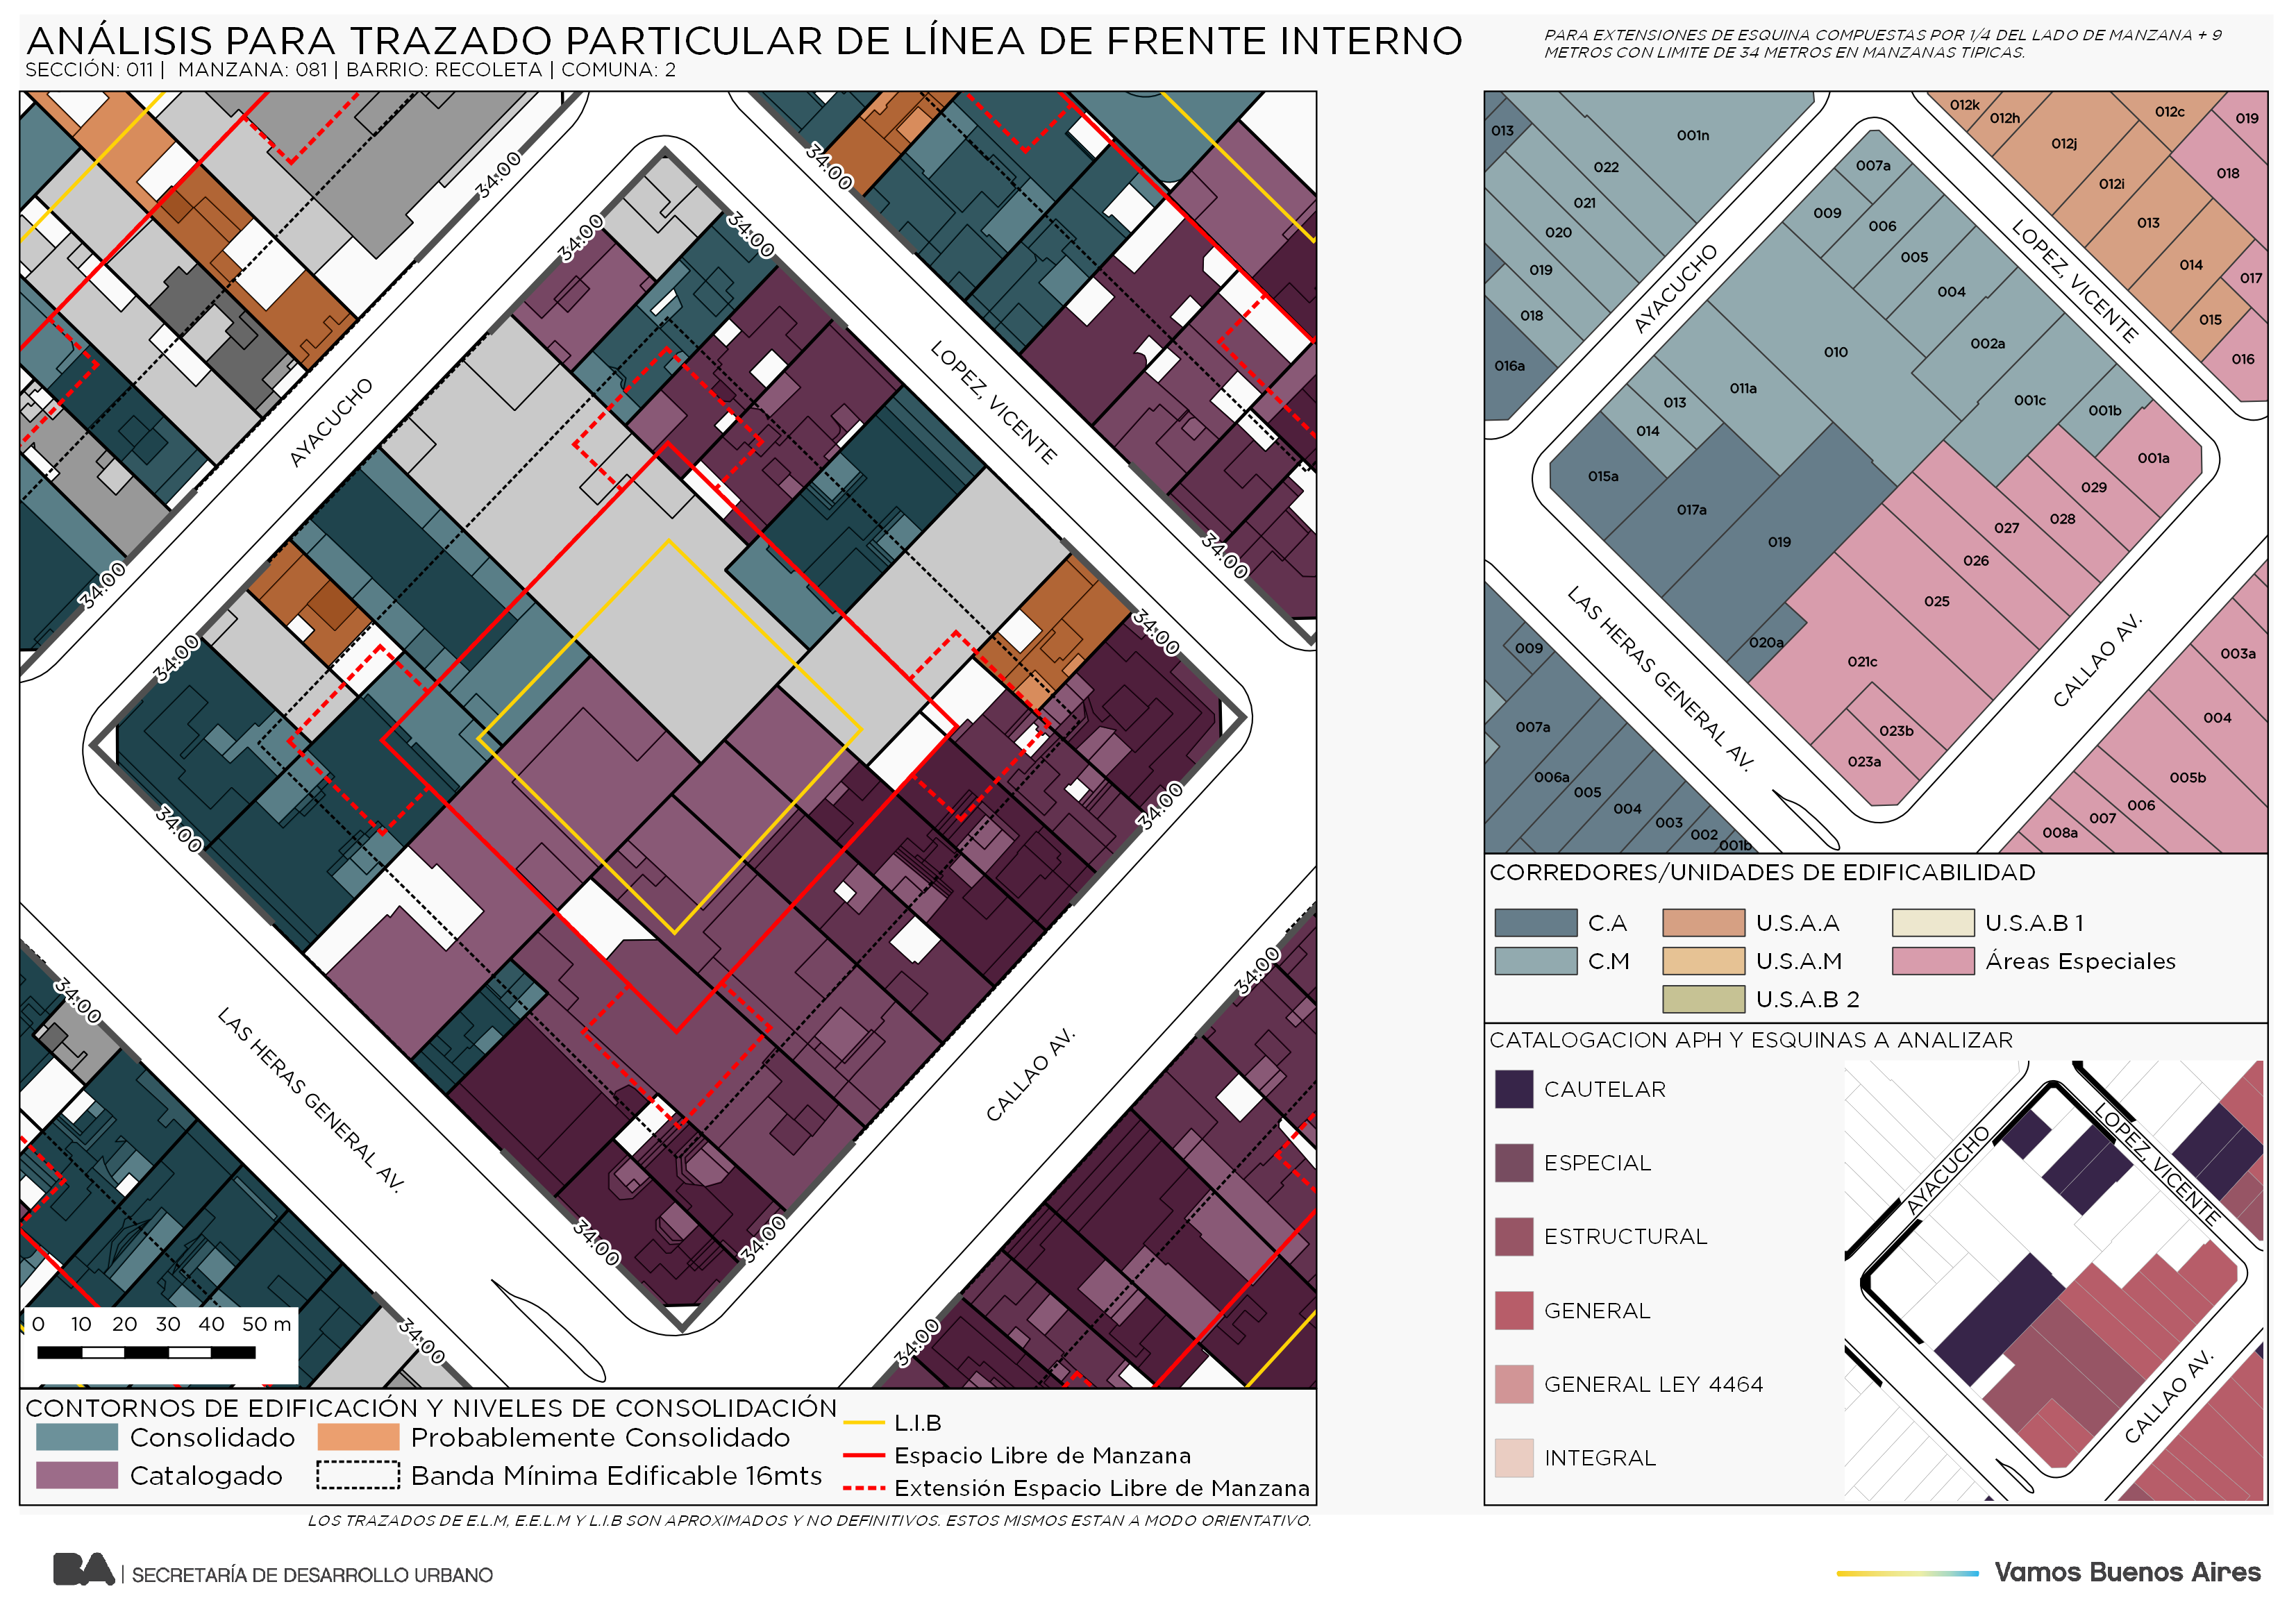 ANÁLISIS PARA TRAZADO PARTICULAR DE LÍNEA DE FRENTE INTERNO
SECCIÓN: 011 | MANZANA: 081 | BARRIO: RECOLETA | COMUNA: 2
PARA EXTENSIONES DE ESQUINA COMPUESTAS POR 1/4 DEL LADO DE MANZANA + 9
METROS CON LIMITE DE 34 METROS EN MANZANAS TIPICAS.
34:00
34:00
34:00
34:00
AYACUCHO
LOPEZ, VICENTE
34:00
34:00
34:00
34:00
34:00
34:00
34:00
34:00
LAS HERAS GENERAL AV.
CALLAO AV.
34:00
34:00
34:00
34:00
0 10 20 30 40 50 m
CONTORNOS DE EDIFICACIÓN Y NIVELES DE CONSOLIDACIÓN
Consolidado
Probablemente Consolidado
Catalogado
Banda Mínima Edificable 16mts
L.I.B
Espacio Libre de Manzana
Extensión Espacio Libre de Manzana
LOS TRAZADOS DE E.L.M, E.E.L.M Y L.I.B SON APROXIMADOS Y NO DEFINITIVOS. ESTOS MISMOS ESTAN A MODO ORIENTATIVO.
013
001n
022
021
020
019
018
016a
007a
009
006
005
004
010
002a
001c
001b
001a
011a
013
014
015a
017a
019
020a
021c
023b
023a
025
026
027
028
029
012k
012h
012c
019
012j
018
012i
013
014
017
015
016
009
007a
006a
005
004
003
002
001b
003a
004
005b
006
007
008a
AYACUCHO
LOPEZ, VICENTE
LAS HERAS GENERAL AV.
CALLAO AV.
CORREDORES/UNIDADES DE EDIFICABILIDAD
C.A
U.S.A.A
U.S.A.B 1
C.M
U.S.A.M
Áreas Especiales
U.S.A.B 2
CATALOGACION APH Y ESQUINAS A ANALIZAR
CAUTELAR
ESPECIAL
ESTRUCTURAL
GENERAL
GENERAL LEY 4464
INTEGRAL
AYACUCHO
LOPEZ, VICENTE
CALLAO AV.
BA | SECRETARÍA DE DESARROLLO URBANO
Vamos Buenos Aires